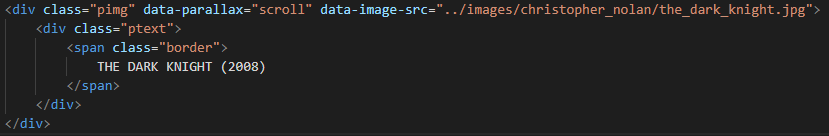 <div class="pimg" data-parallax="scroll" data-image-src="../images/christopher_nolan/the_dark_knight.jpg">
    <div class="ptext">
        <span class="border">
            THE DARK KNIGHT (2008)
        </span>
    </div>
</div>